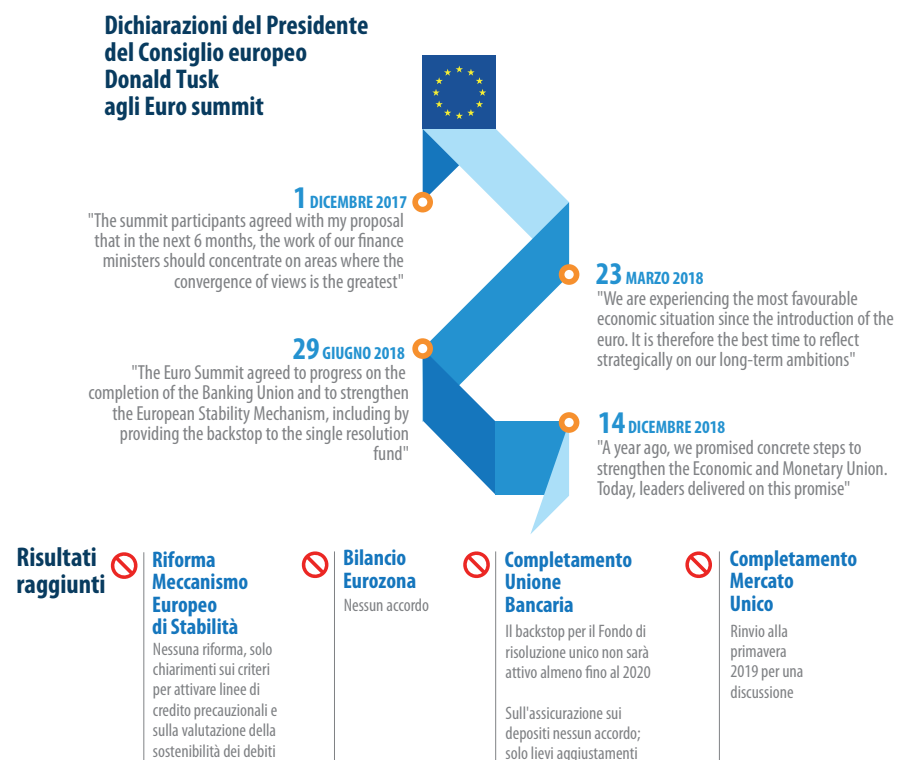 Dichiarazioni del Presidente
del Consiglio europeo
Donald Tusk
agli Euro summit
1 DICEMBRE 2017
"The summit participants agreed with my proposal
that in the next 6 months, the work of our finance
ministers should concentrate on areas where the
convergence of views is the greatest"
23 MARZO 2018
"We are experiencing the most favourable
economic situation since the introduction of the
euro. It is therefore the best time to reflect
strategically on our long-term ambitions"
29 GIUGNO 2018
"The Euro Summit agreed to progress on the
completion of the Banking Union and to strengthen
the European Stability Mechanism, including by
providing the backstop to the single resolution
fund"
14 DICEMBRE 2018
"A year ago, we promised concrete steps to
strengthen the Economic and Monetary Union.
Today, leaders delivered on this promise"
Risultati
raggiunti
Riforma
Meccanismo
Europeo
di Stabilità
Nessuna riforma, solo
chiarimenti sui criteri
per attivare linee di
credito precauzionali e
sulla valutazione della
sostenibilità dei debiti
Bilancio
Eurozona
Nessun accordo
Completamento
Unione
Bancaria
Il backstop per il Fondo di
risoluzione unico non sarà
attivo almeno fino al 2020
Sull'assicurazione sui
depositi nessun accordo;
solo lievi aggiustamenti
Completamento
Mercato
Unico
Rinvio alla
primavera
2019 per una
discussione